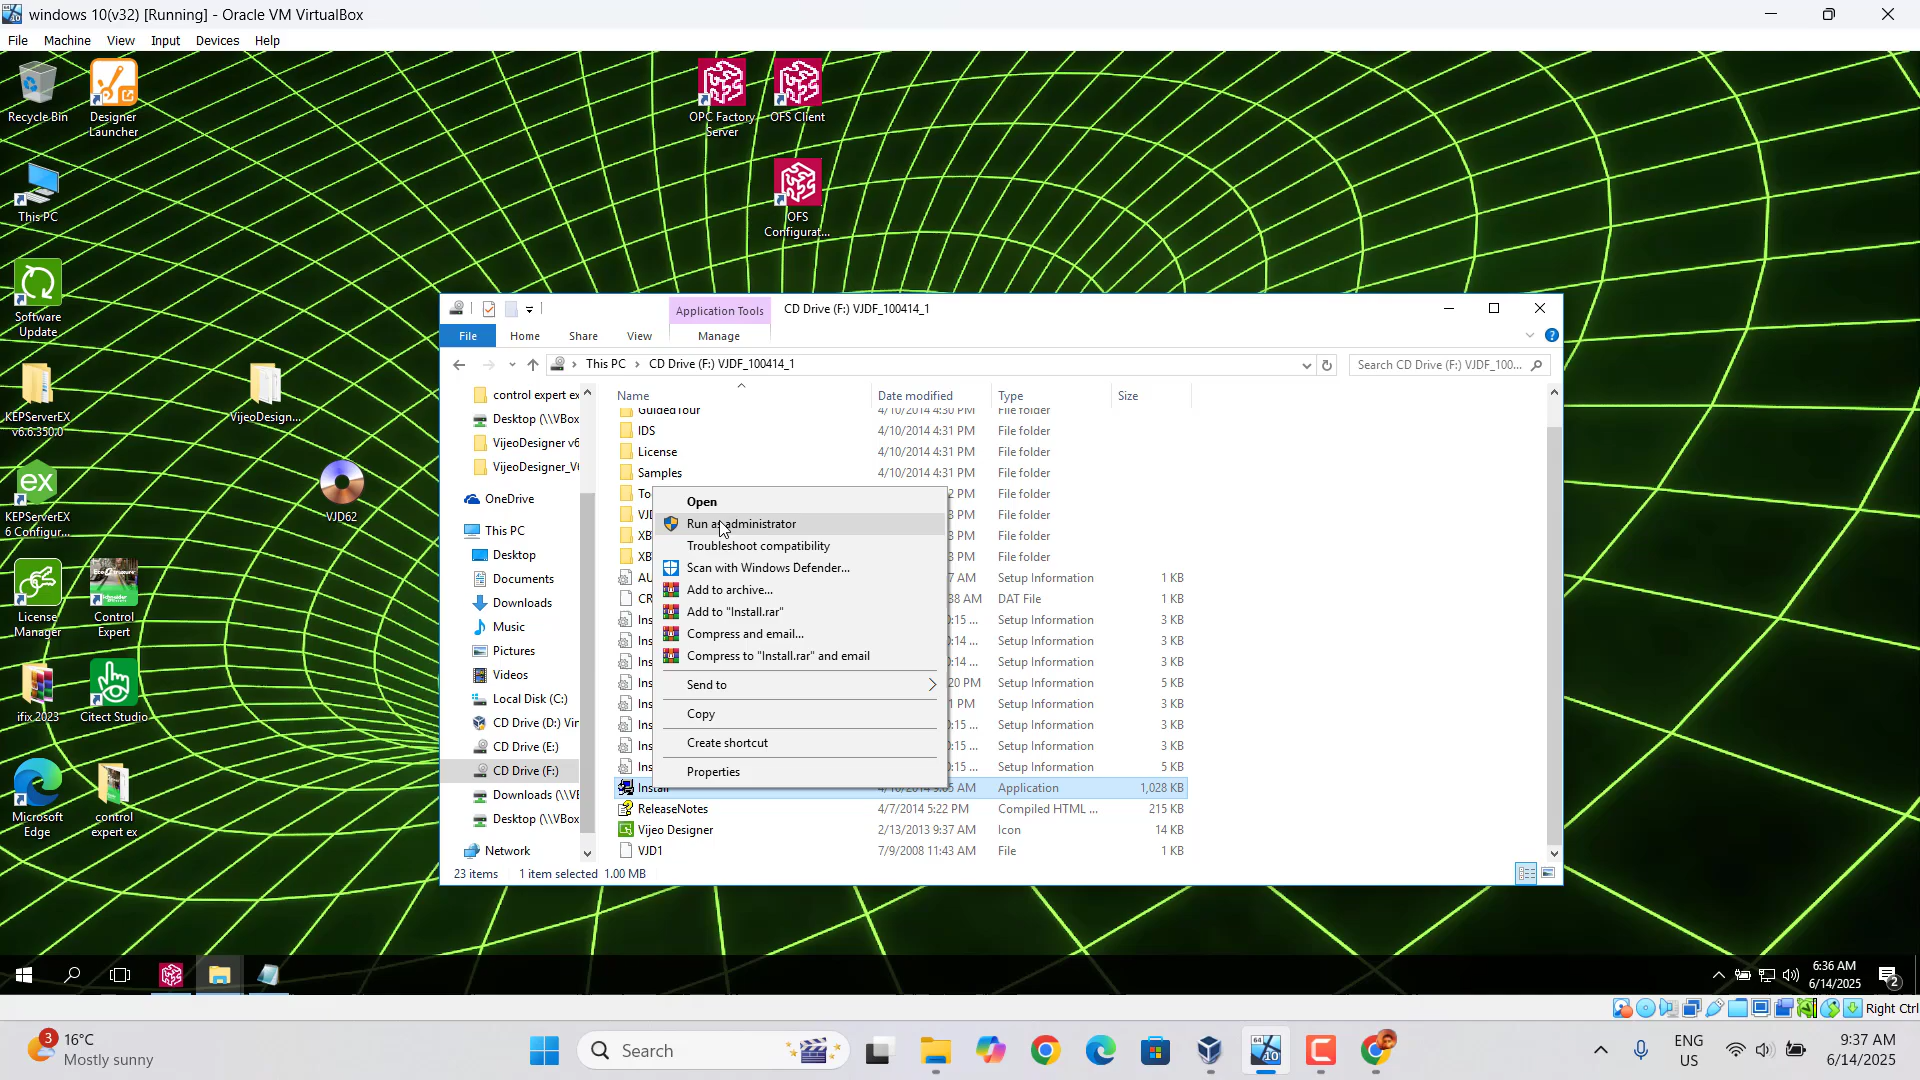 windows 10(v32) [Running] - Oracle VM VirtualBox
File Machine View Input Devices Help
Recycle Bin
Designer Launcher
OPC Factory Server
OFS Client
This PC
OFS Configurat...
Software Update
KEPServerEX v6.6.350.0
VijeoDesign...
KEPServerEX 6 Configur...
VJD62
License Manager
Control Expert
ifix 2023
Citect Studio
Microsoft Edge
control expert ex
Application Tools
CD Drive (F:) VJDF_100414_1
File Home Share View Manage
This PC > CD Drive (F:) VJDF_100414_1
Search CD Drive (F:) VJDF_100...
control expert ex
Desktop (\\VBox
VijeoDesigner v6
VijeoDesigner_V6
OneDrive
This PC
Desktop
Documents
Downloads
Music
Pictures
Videos
Local Disk (C:)
CD Drive (D:) Vir
CD Drive (E:)
CD Drive (F:)
Downloads (\\VE
Desktop (\\VBox
Network
Name Date modified Type Size
GuidedTour 4/10/2014 4:30 PM File folder
IDS 4/10/2014 4:31 PM File folder
License 4/10/2014 4:31 PM File folder
Samples 4/10/2014 4:31 PM File folder
To 2 PM File folder
VJD 3 PM File folder
XB 3 PM File folder
XB 3 PM File folder
AU 7 AM Setup Information 1 KB
CR 38 AM DAT File 1 KB
Ins 0:15 ... Setup Information 3 KB
Ins 0:14 ... Setup Information 3 KB
Ins 0:14 ... Setup Information 3 KB
Ins 20 PM Setup Information 5 KB
Ins 1 PM Setup Information 3 KB
Ins 0:15 ... Setup Information 3 KB
Ins 0:15 ... Setup Information 3 KB
Ins 0:15 ... Setup Information 5 KB
Install 4/10/2014 9:05 AM Application 1,028 KB
ReleaseNotes 4/7/2014 5:22 PM Compiled HTML ... 215 KB
Vijeo Designer 2/13/2013 9:37 AM Icon 14 KB
VJD1 7/9/2008 11:43 AM File 1 KB
23 items 1 item selected 1.00 MB
Open
Run as administrator
Troubleshoot compatibility
Scan with Windows Defender...
Add to archive...
Add to "Install.rar"
Compress and email...
Compress to "Install.rar" and email
Send to
Copy
Create shortcut
Properties
6:36 AM
6/14/2025
2
Right Ctrl
3
16°C
Mostly sunny
Search
ENG
US
9:37 AM
6/14/2025